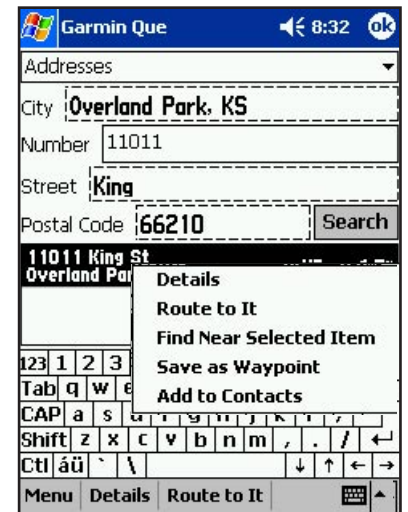 Garmin Que 8:32 ok
Addresses
City Overland Park, KS
Number 11011
Street King
Postal Code 66210 Search
11011 King St
Overland Par
Details
Route to It
Find Near Selected Item
Save as Waypoint
Add to Contacts
123 1 2 3
Tab q w e
CAP a s
Shift z x c v b n m , . / ↵
Ctl áü ` \ ↓ ↑ ← →
Menu Details Route to It